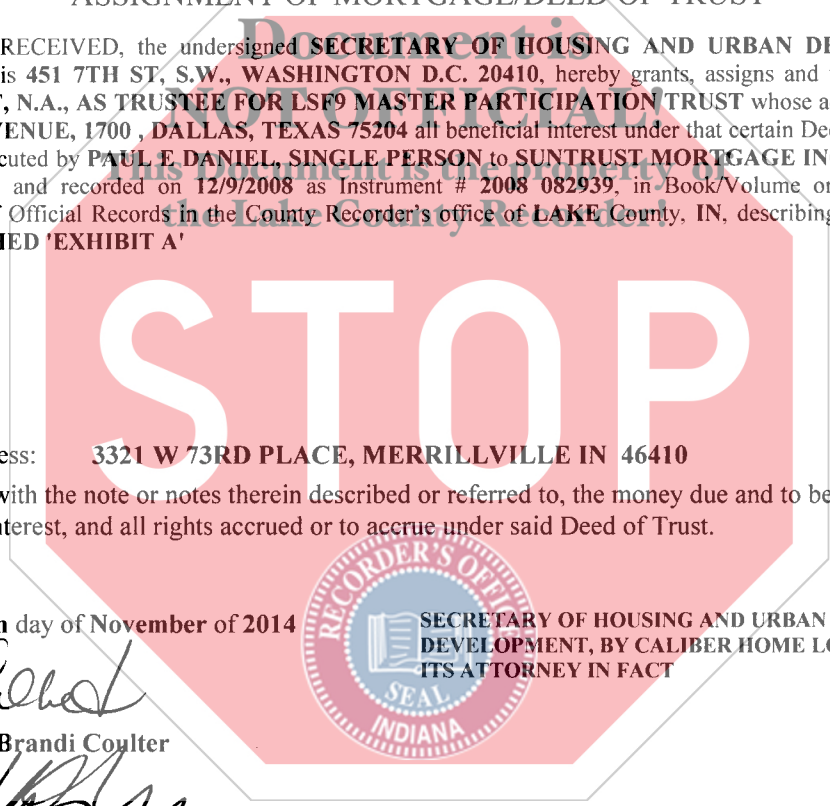 ASSIGNMENT OF MORTGAGE/DEED OF TRUST
RECEIVED, the undersigned SECRETARY OF HOUSING AND URBAN DE
is 451 7TH ST, S.W., WASHINGTON D.C. 20410, hereby grants, assigns and
, N.A., AS TRUSTEE FOR LSF9 MASTER PARTICIPATION TRUST whose a
VENUE, 1700 , DALLAS, TEXAS 75204 all beneficial interest under that certain Dee
cuted by PAUL E DANIEL, SINGLE PERSON to SUNTRUST MORTGAGE IN
and recorded on 12/9/2008 as Instrument # 2008 082939, in Book/Volume or
f Official Records in the County Recorder's office of LAKE County, IN, describing
HED 'EXHIBIT A'
Document is
NOT OFFICIAL!
This Document is the property of
the Lake County Recorder!
STOP
ess: 3321 W 73RD PLACE, MERRILLVILLE IN 46410
with the note or notes therein described or referred to, the money due and to be
terest, and all rights accrued or to accrue under said Deed of Trust.
h day of November of 2014
SECRETARY OF HOUSING AND URBAN
DEVELOPMENT, BY CALIBER HOME LO
ITS ATTORNEY IN FACT
RECORDER'S OFFICE
SEAL
INDIANA
Brandi Coulter